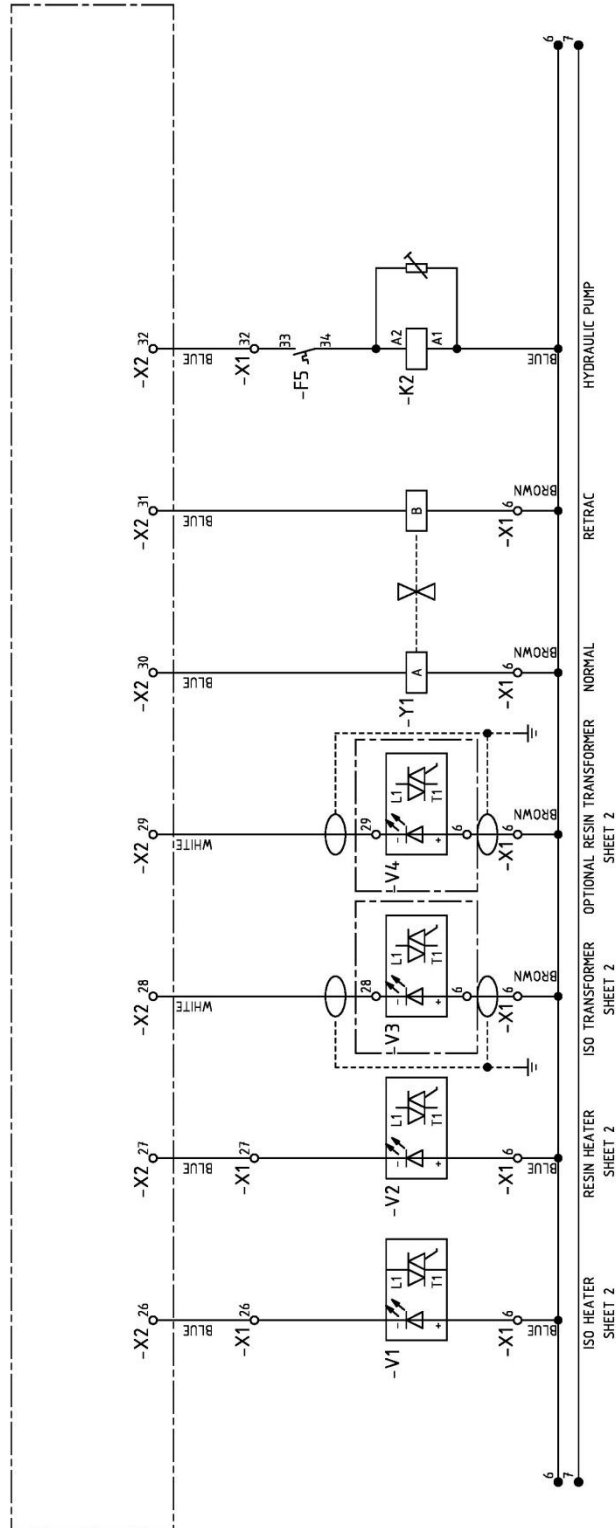 -X2 26 -X2 27 -X2 28 -X2 29 -X2 30 -X2 31 -X2 32
BLUE BLUE WHITE WHITE BLUE BLUE BLUE
-X1 26 -X1 27 -X1 32
33
-F5
34
28 29
-V1 - L1 -V2 - L1 -V3 - L1 -V4 - L1 -Y1 A B -K2 A2
+ T1 + T1 + T1 + T1 A1
6 6
-X1 6 -X1 6 -X1 6 -X1 6 -X1 6 -X1 6
BLUE BLUE BROWN BROWN BROWN BROWN BLUE
6 6
7 7
ISO HEATER RESIN HEATER ISO TRANSFORMER OPTIONAL RESIN TRANSFORMER NORMAL RETRAC HYDRAULIC PUMP
SHEET 2 SHEET 2 SHEET 2 SHEET 2